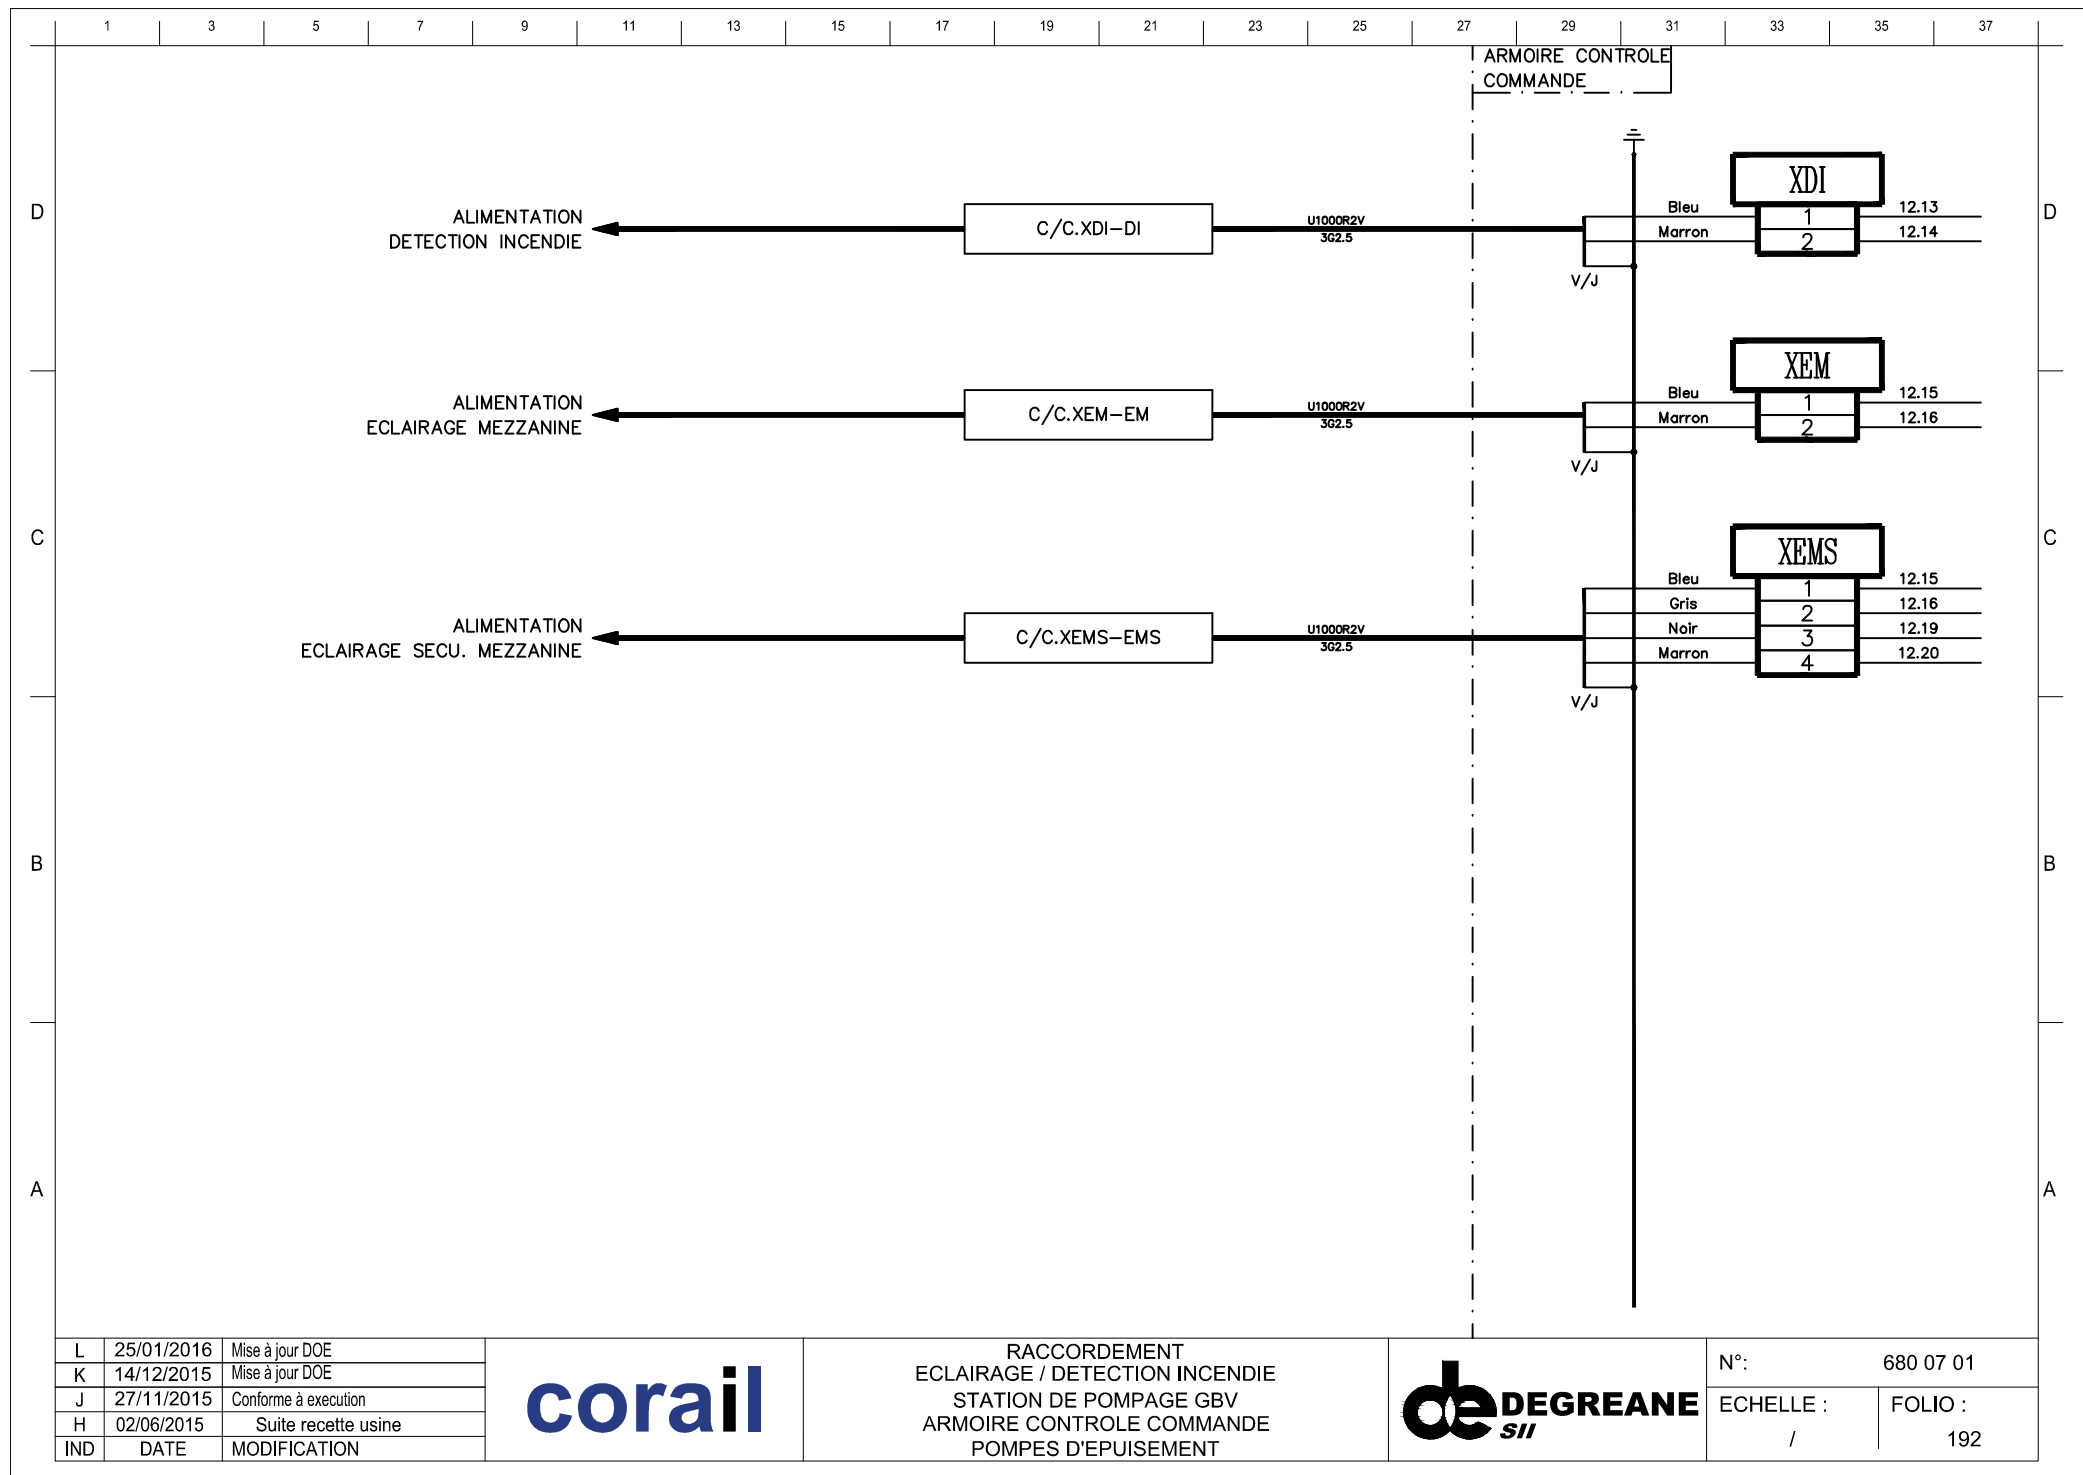 1 3 5 7 9 11 13 15 17 19 21 23 25 27 29 31 33 35 37
ARMOIRE CONTROLE
COMMANDE
D
D
XDI
ALIMENTATION
DETECTION INCENDIE
C/C.XDI-DI
U1000R2V
3G2.5
Bleu 1 12.13
Marron 2 12.14
V/J
XEM
ALIMENTATION
ECLAIRAGE MEZZANINE
C/C.XEM-EM
U1000R2V
3G2.5
Bleu 1 12.15
Marron 2 12.16
V/J
C
C
XEMS
ALIMENTATION
ECLAIRAGE SECU. MEZZANINE
C/C.XEMS-EMS
U1000R2V
3G2.5
Bleu 1 12.15
Gris 2 12.16
Noir 3 12.19
Marron 4 12.20
V/J
B
B
A
A
L 25/01/2016 Mise à jour DOE
K 14/12/2015 Mise à jour DOE
J 27/11/2015 Conforme à execution
H 02/06/2015 Suite recette usine
IND DATE MODIFICATION
corail
RACCORDEMENT
ECLAIRAGE / DETECTION INCENDIE
STATION DE POMPAGE GBV
ARMOIRE CONTROLE COMMANDE
POMPES D'EPUISEMENT
de DEGREANE
SII
N°: 680 07 01
ECHELLE :
/
FOLIO :
192